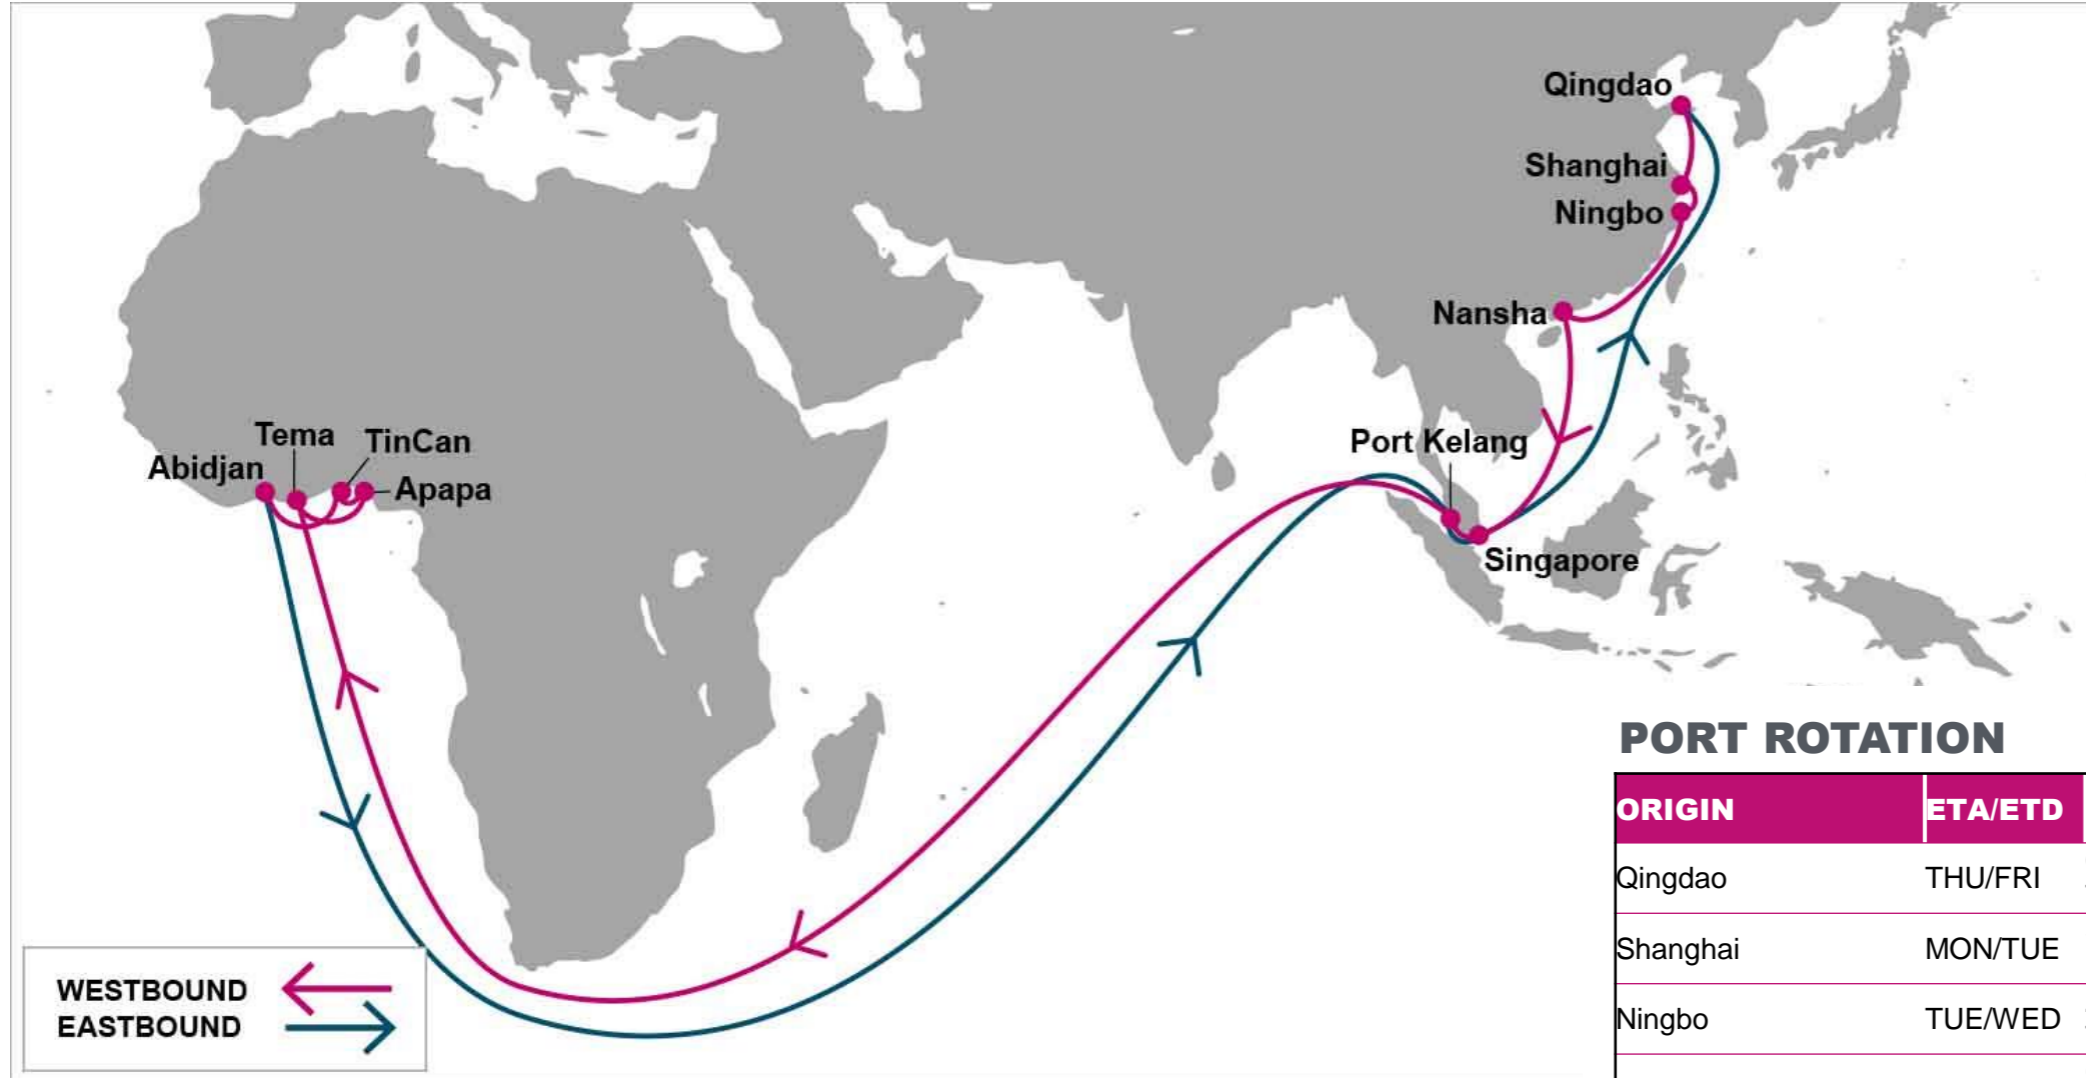 Qingdao
Shanghai
Ningbo
Nansha
Port Kelang
Singapore
Tema
TinCan
Abidjan
Apapa
WESTBOUND
EASTBOUND
PORT ROTATION
ORIGIN ETA/ETD
Qingdao THU/FRI
Shanghai MON/TUE
Ningbo TUE/WED